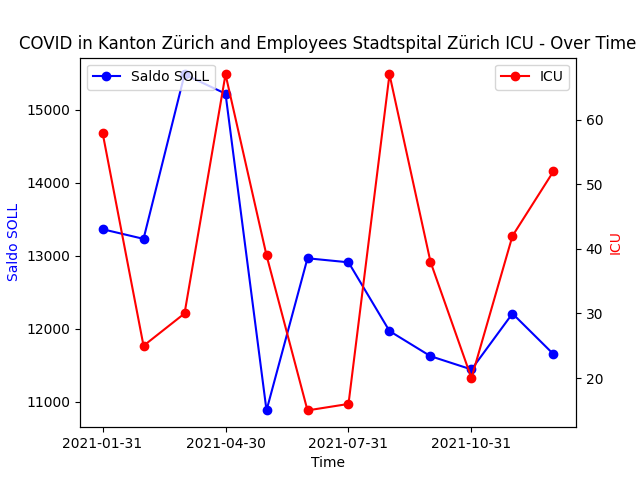 COVID in Kanton Zürich and Employees Stadtspital Zürich ICU - Over Time
Saldo SOLL
ICU
15000
14000
13000
12000
11000
Saldo SOLL
60
50
40
30
20
ICU
2021-01-31
2021-04-30
2021-07-31
2021-10-31
Time